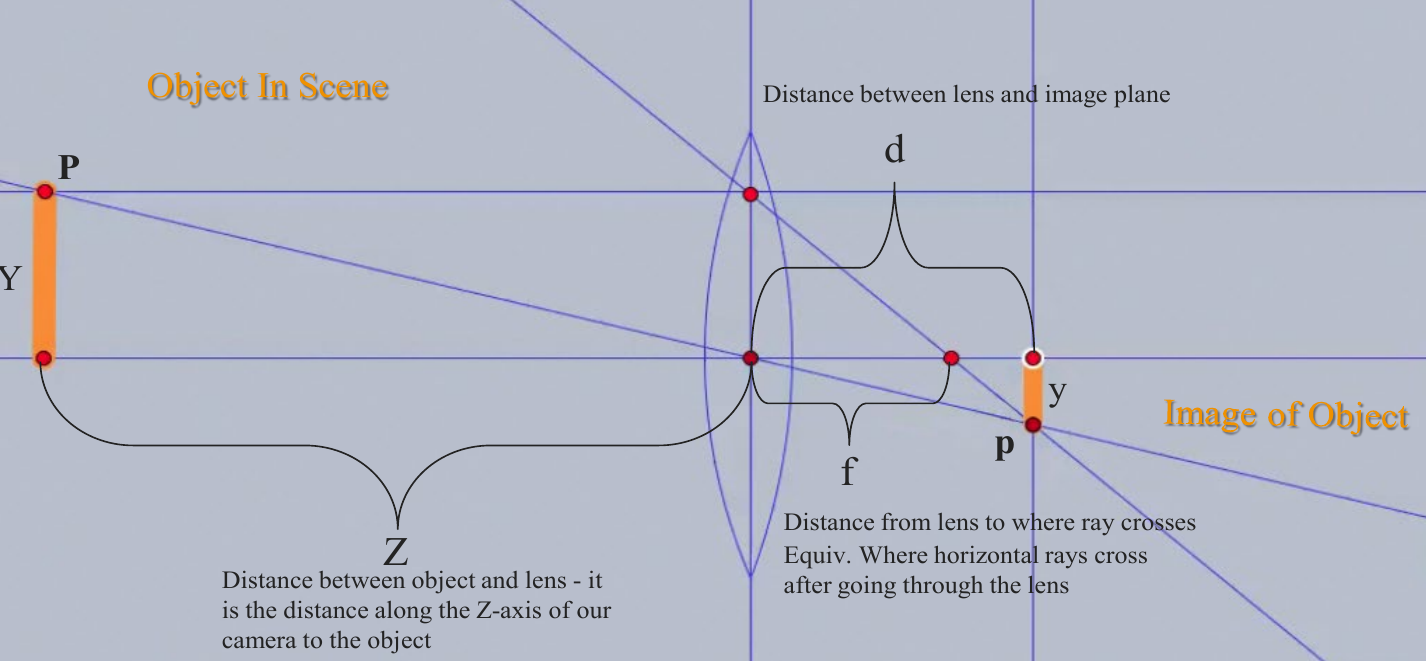 Object In Scene
Distance between lens and image plane
d
P
Y
y
Image of Object
p
f
Distance from lens to where ray crosses
Equiv. Where horizontal rays cross
after going through the lens
Z
Distance between object and lens - it
is the distance along the Z-axis of our
camera to the object